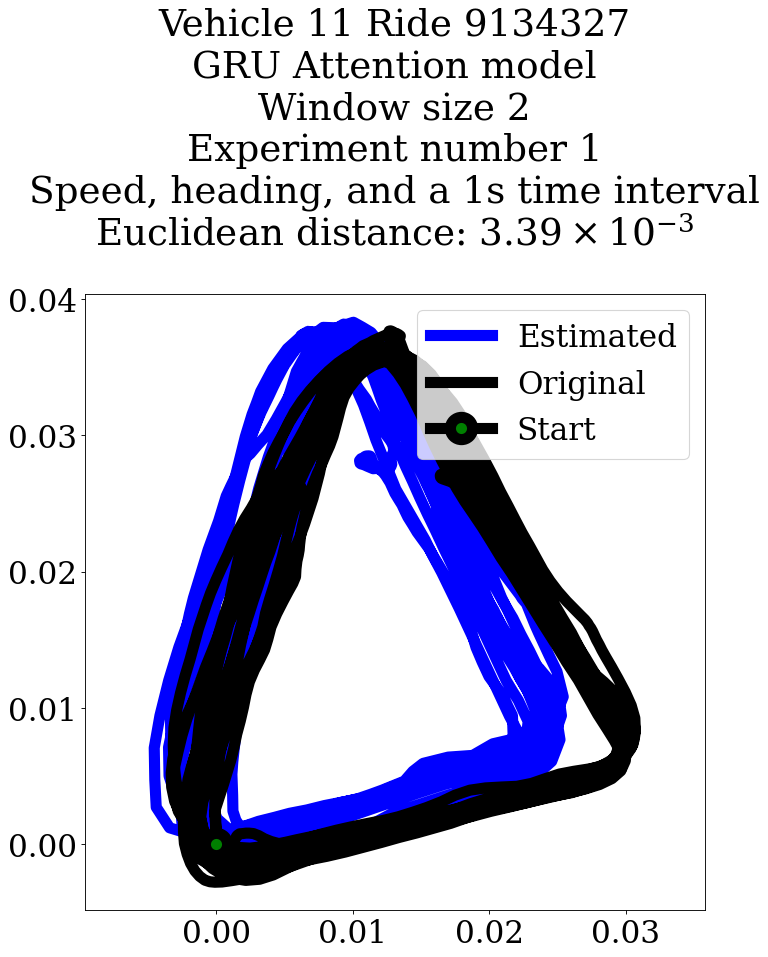 Vehicle 11 Ride 9134327
GRU Attention model
Window size 2
Experiment number 1
Speed, heading, and a 1s time interval
Euclidean distance: 3.39 × 10⁻³
0.04
Estimated
Original
Start
0.03
0.02
0.01
0.00
0.00 0.01 0.02 0.03